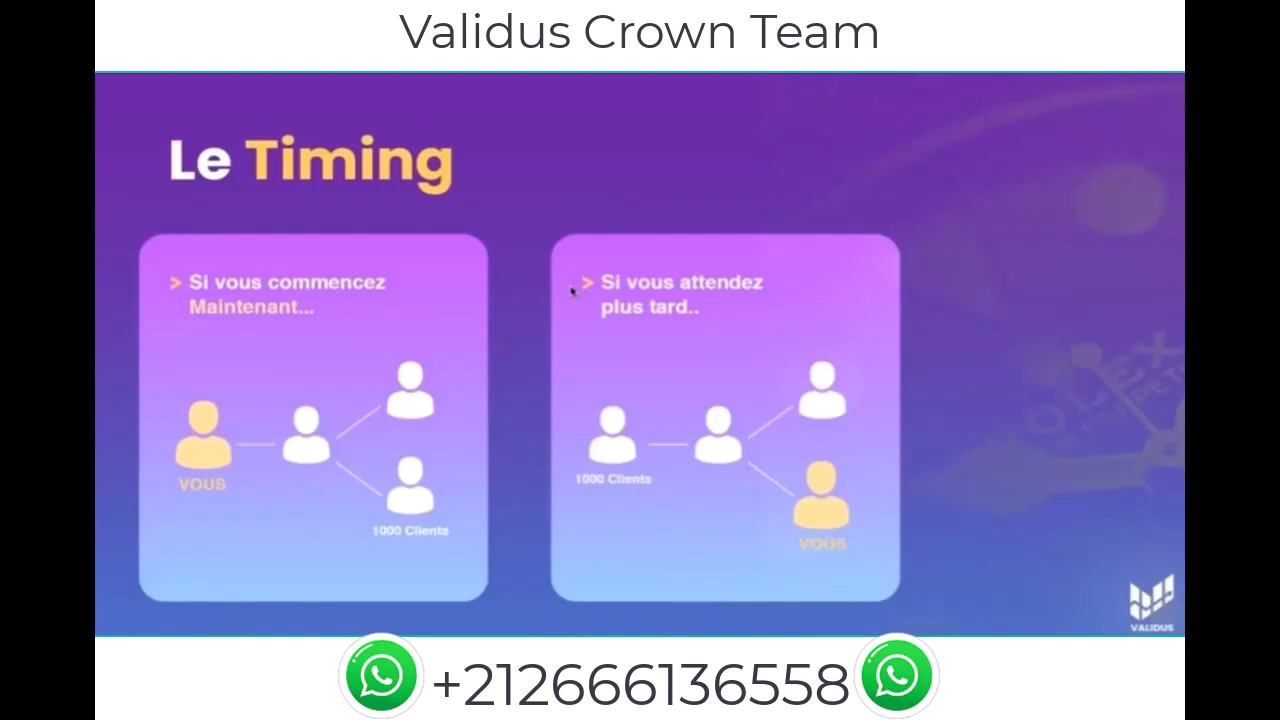 Validus Crown Team
Le Timing
> Si vous commencez
Maintenant...
VOUS
1000 Clients
> Si vous attendez
plus tard..
1000 Clients
VOUS
VALIDUS
+212666136558